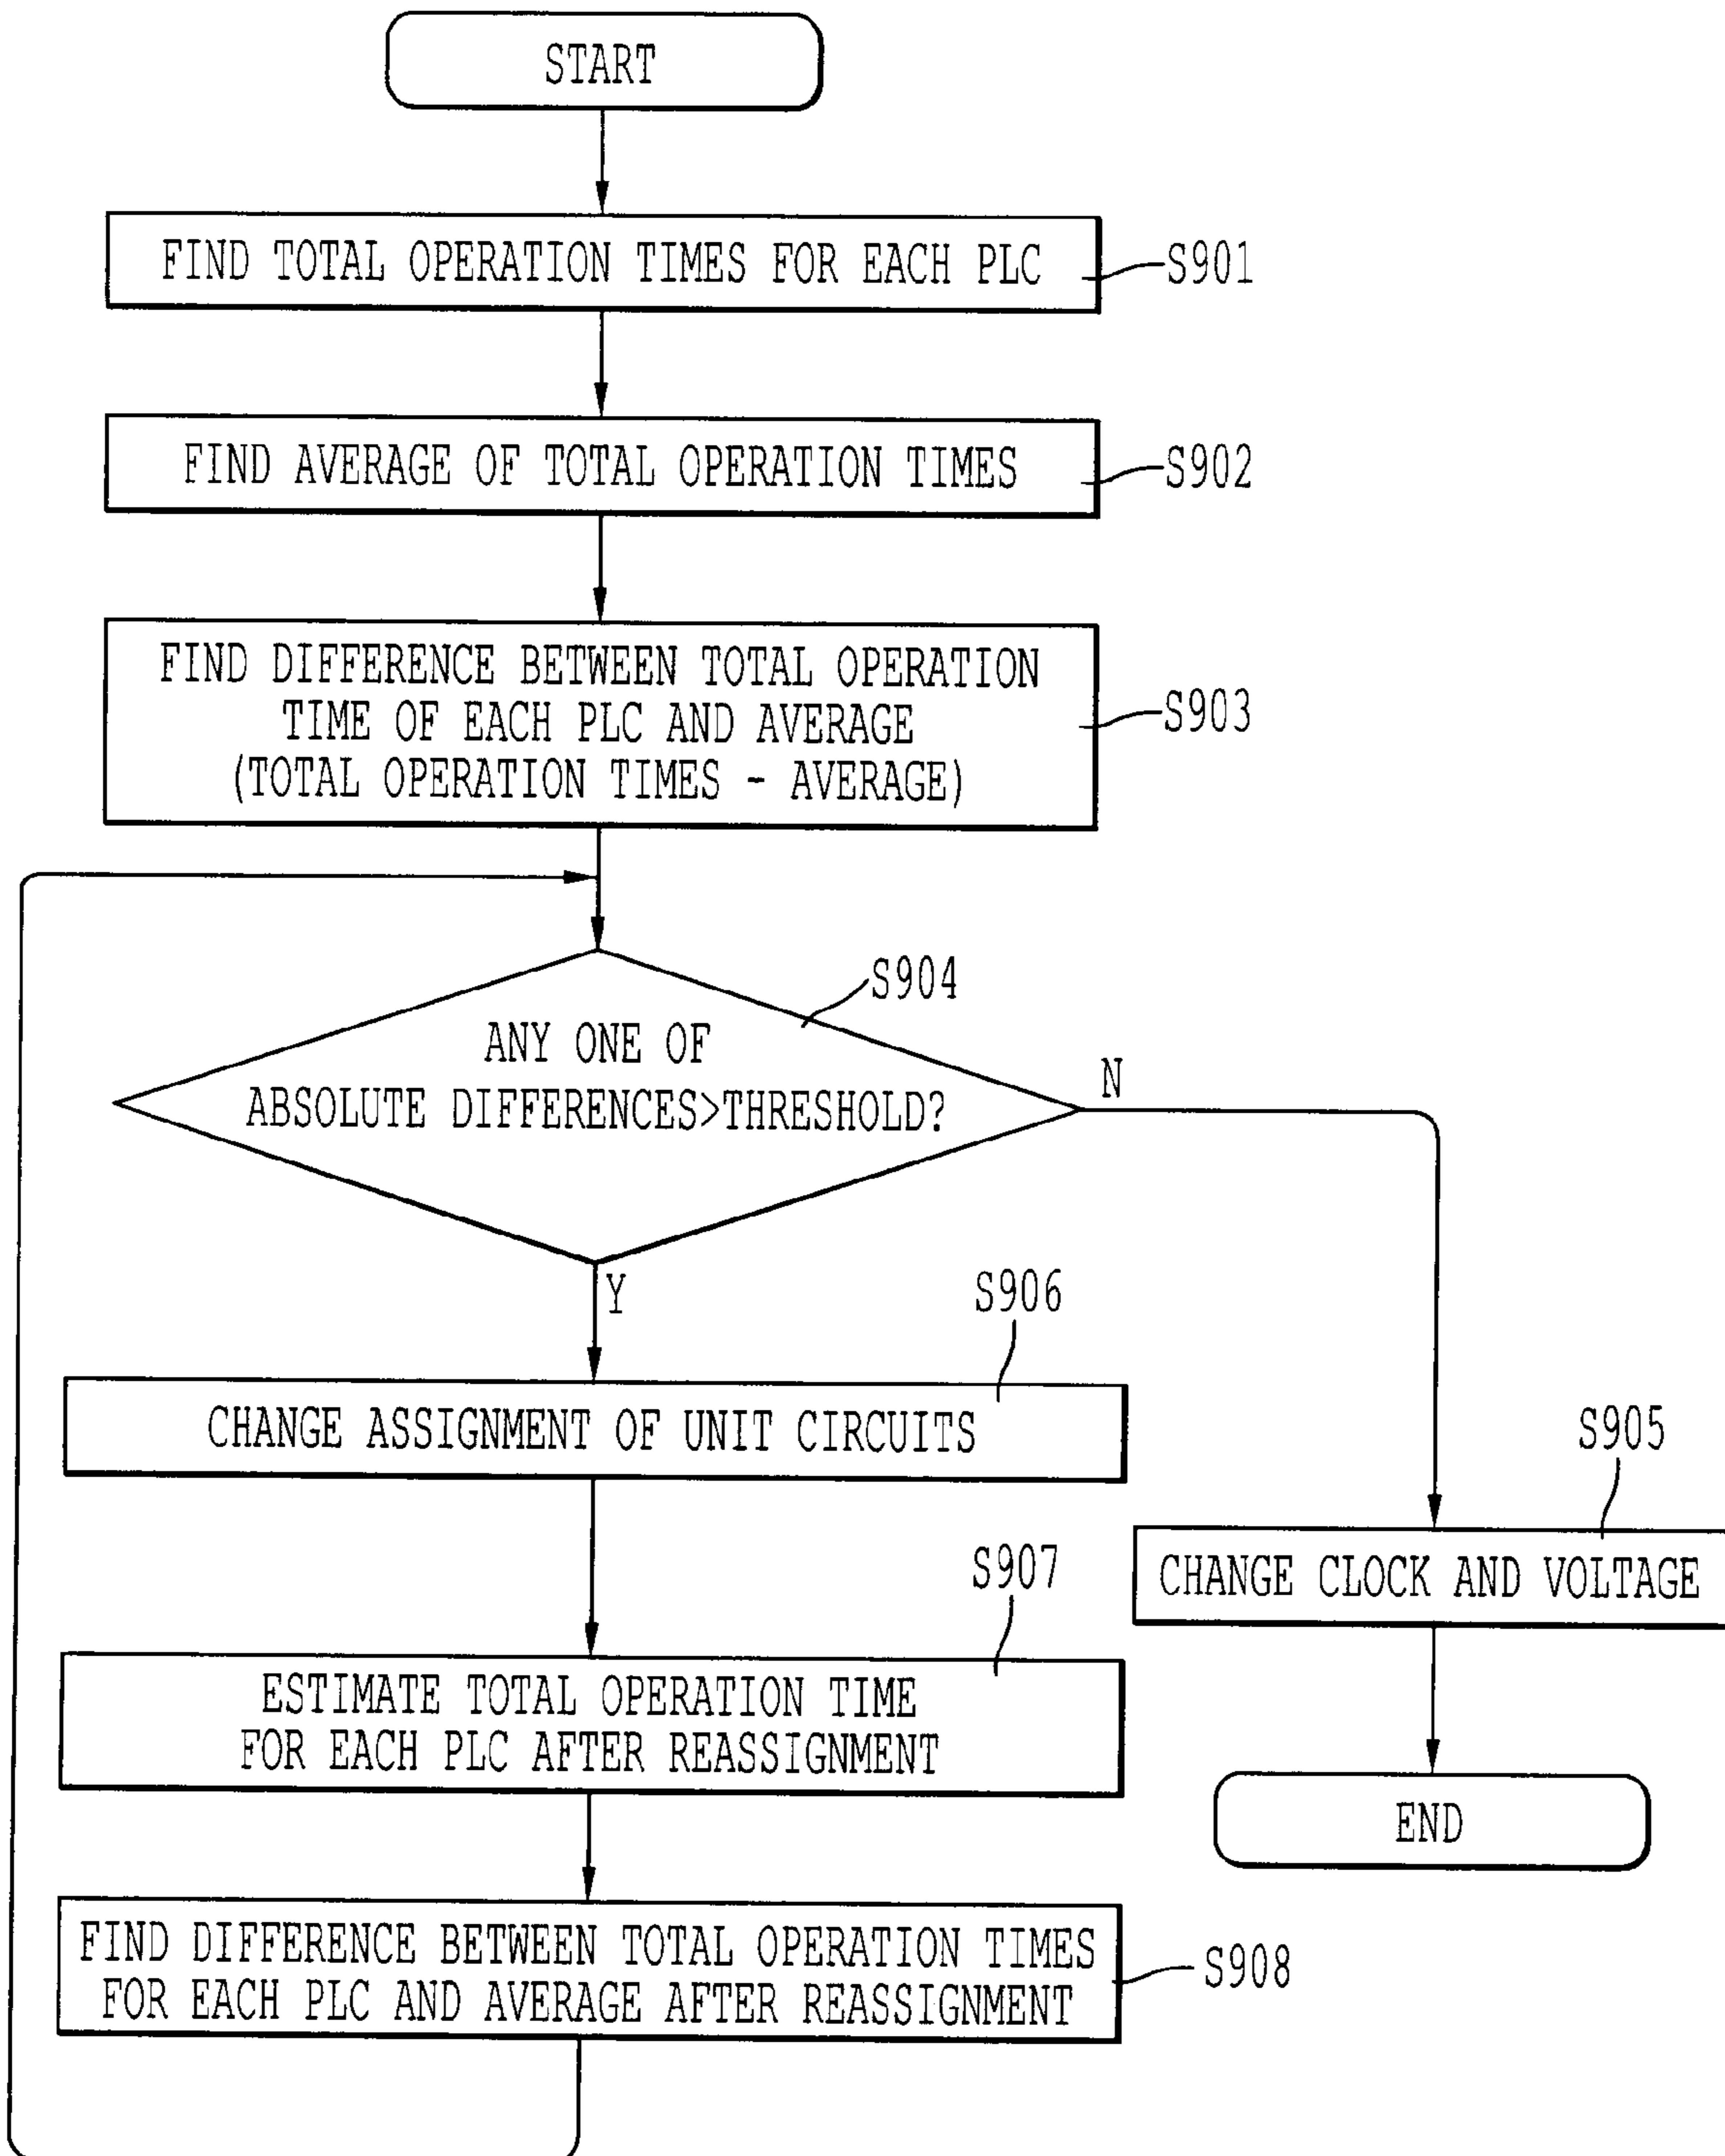 START
FIND TOTAL OPERATION TIMES FOR EACH PLC
S901
FIND AVERAGE OF TOTAL OPERATION TIMES
S902
FIND DIFFERENCE BETWEEN TOTAL OPERATION
TIME OF EACH PLC AND AVERAGE
(TOTAL OPERATION TIMES - AVERAGE)
S903
S904
ANY ONE OF
ABSOLUTE DIFFERENCES>THRESHOLD?
N
Y
S906
CHANGE ASSIGNMENT OF UNIT CIRCUITS
S905
CHANGE CLOCK AND VOLTAGE
S907
ESTIMATE TOTAL OPERATION TIME
FOR EACH PLC AFTER REASSIGNMENT
END
FIND DIFFERENCE BETWEEN TOTAL OPERATION TIMES
FOR EACH PLC AND AVERAGE AFTER REASSIGNMENT
S908